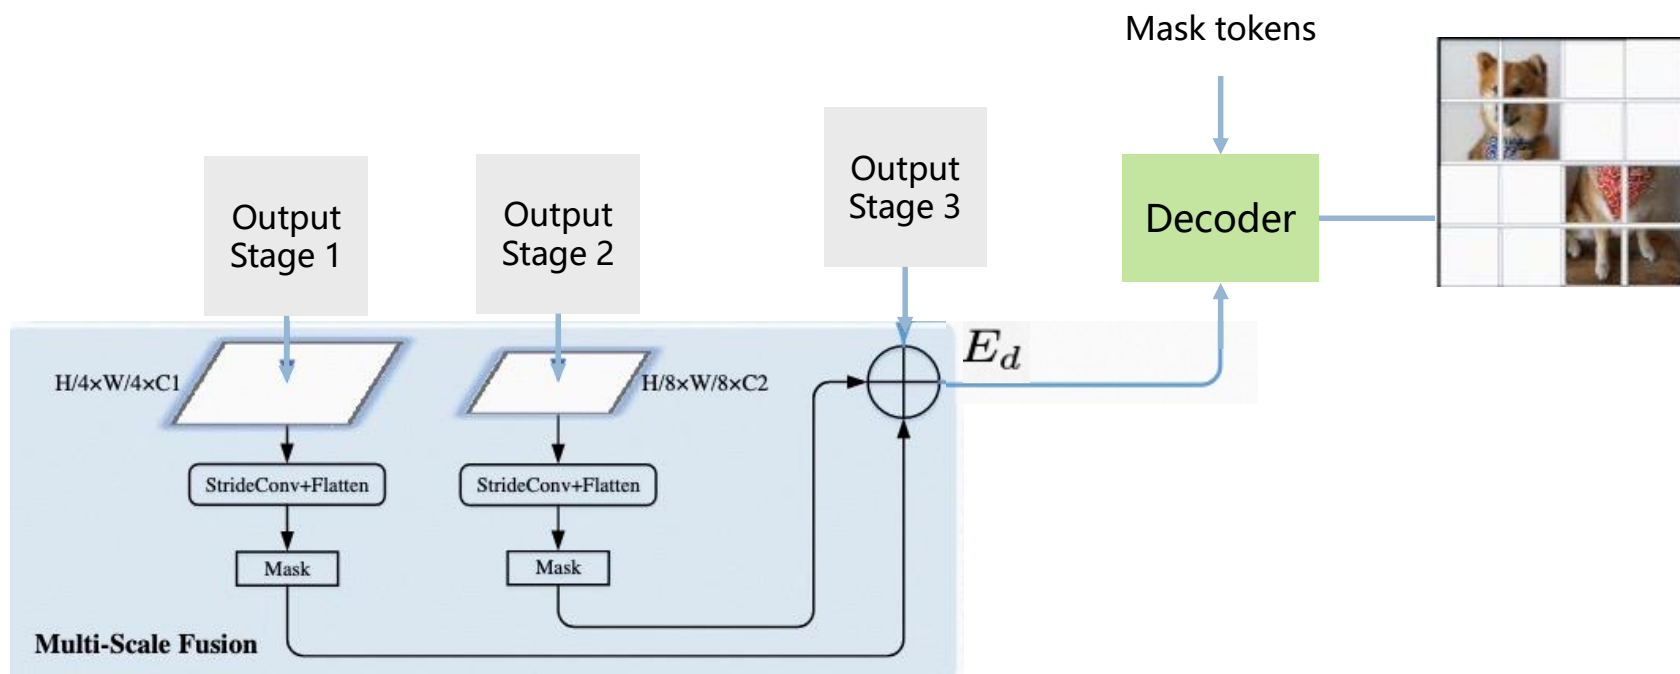 Mask tokens
Output
Stage 1
Output
Stage 2
Output
Stage 3
Decoder
H/4×W/4×C1
H/8×W/8×C2
E_d
StrideConv+Flatten
StrideConv+Flatten
Mask
Mask
Multi-Scale Fusion